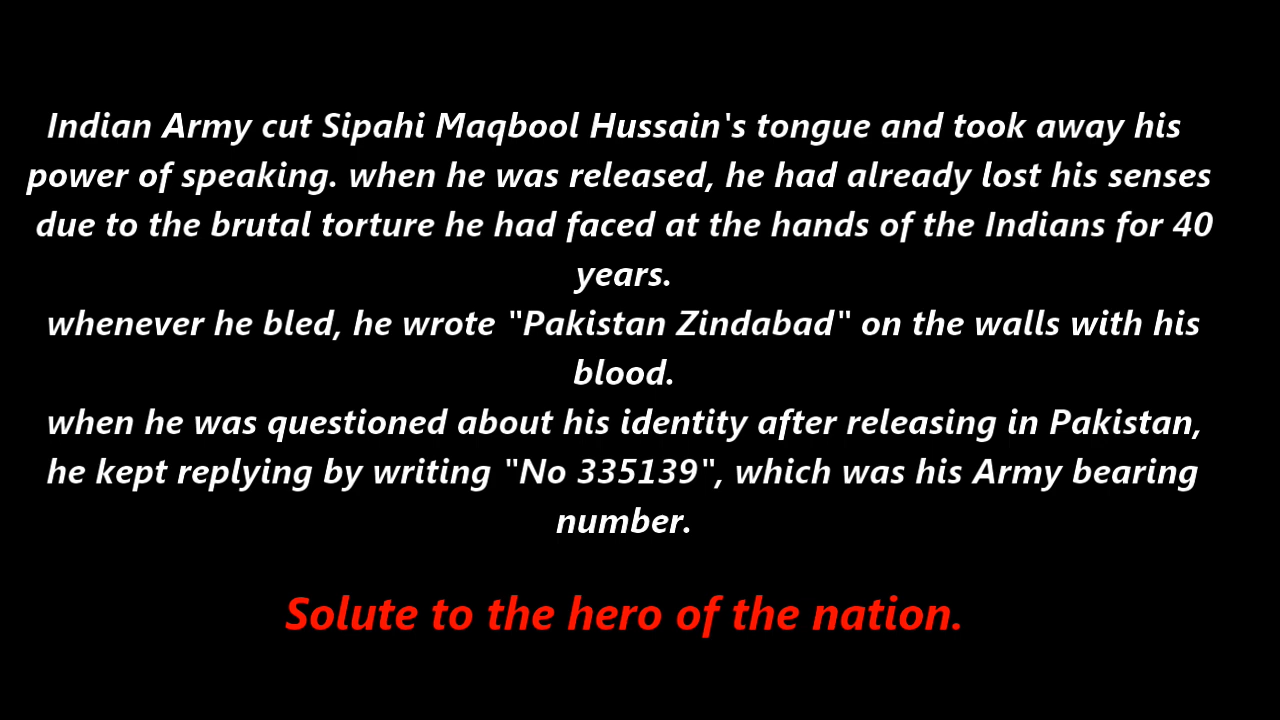 Indian Army cut Sipahi Maqbool Hussain's tongue and took away his
power of speaking. when he was released, he had already lost his senses
due to the brutal torture he had faced at the hands of the Indians for 40
years.
whenever he bled, he wrote "Pakistan Zindabad" on the walls with his
blood.
when he was questioned about his identity after releasing in Pakistan,
he kept replying by writing "No 335139", which was his Army bearing
number.
Solute to the hero of the nation.